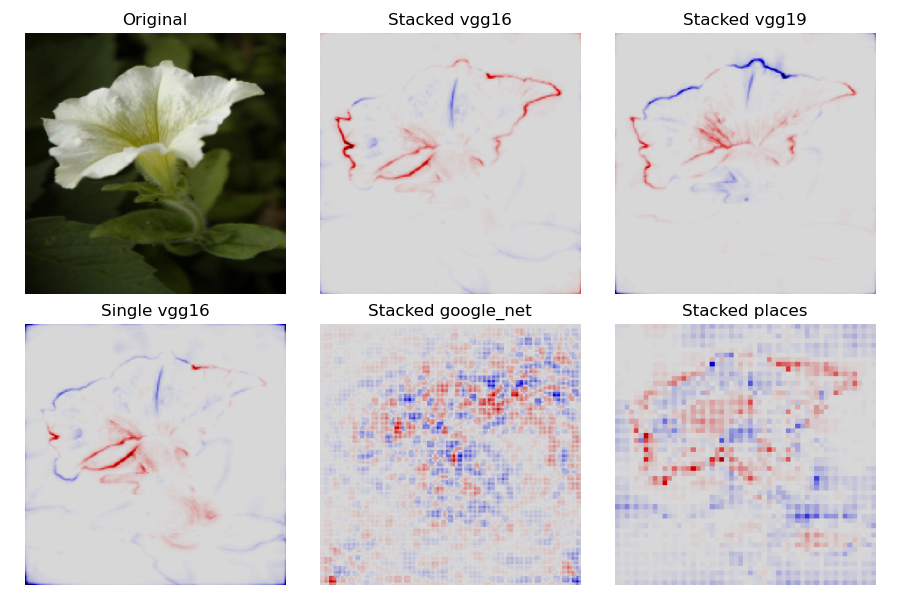 Original
Stacked vgg16
Stacked vgg19
Single vgg16
Stacked google_net
Stacked places